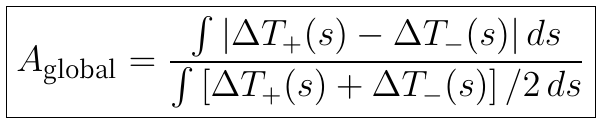 A_global = ∫ |ΔT₊(s) − ΔT₋(s)| ds / ∫ [ΔT₊(s) + ΔT₋(s)] /2 ds